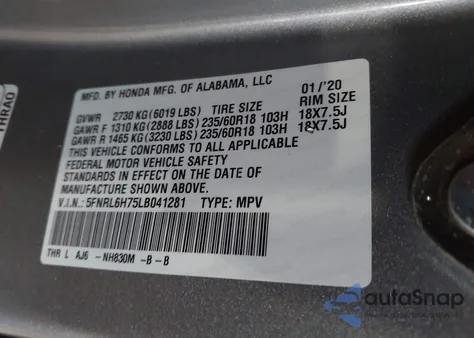 MFD. BY HONDA MFG. OF ALABAMA, LLC 01/'20
GVWR 2730 KG(6019 LBS) TIRE SIZE RIM SIZE
GAWR F 1310 KG(2888 LBS) 235/60R18 103H 18X7.5J
GAWR R 1465 KG(3230 LBS) 235/60R18 103H 18X7.5J
THIS VEHICLE CONFORMS TO ALL APPLICABLE
FEDERAL MOTOR VEHICLE SAFETY
STANDARDS IN EFFECT ON THE DATE OF
MANUFACTURE SHOWN ABOVE.
V.I.N.: 5FNRL6H75LB041281 TYPE: MPV
THR L AJ6 -NH830M -B-B
THRAO
autoSnap